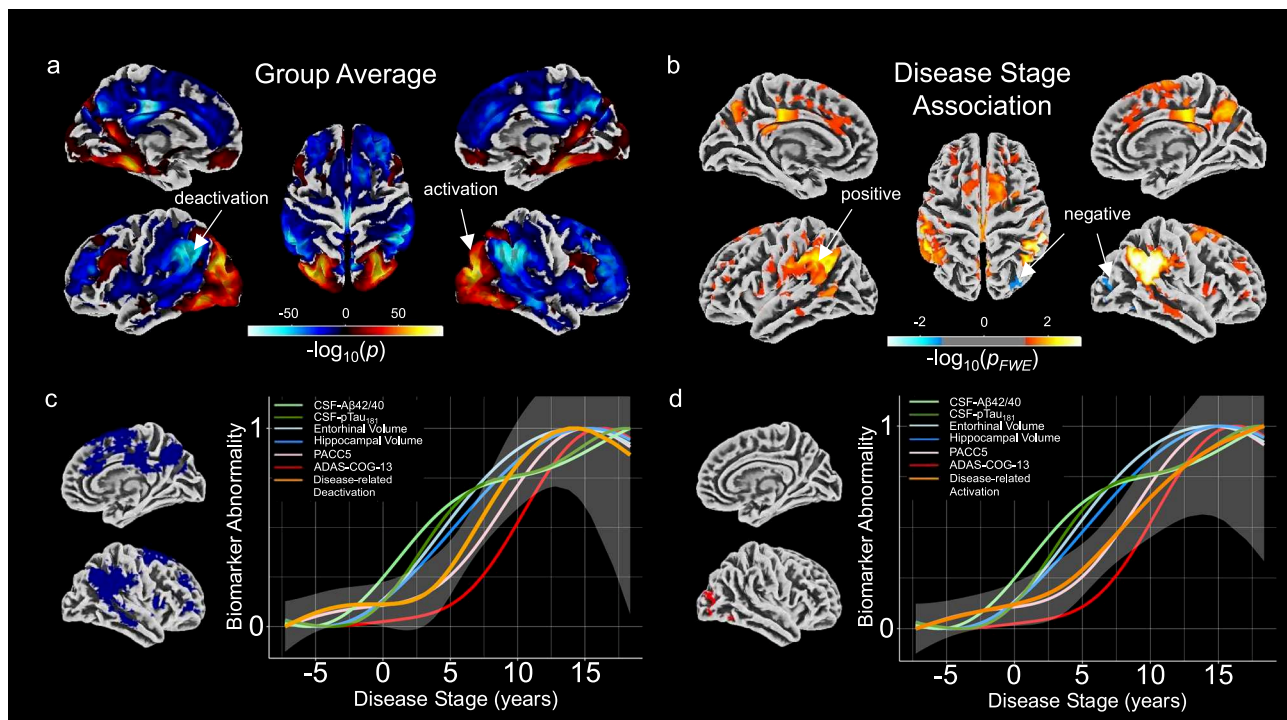 a
Group Average
deactivation
activation
-50
0
50
-log10(p)
b
Disease Stage
Association
positive
negative
-2
0
2
-log10(pFWE)
c
CSF-Aβ42/40
CSF-pTau181
Entorhinal Volume
Hippocampal Volume
PACC5
ADAS-COG-13
Disease-related
Deactivation
Biomarker Abnormality
1
0
-5
0
5
10
15
Disease Stage (years)
d
CSF-Aβ42/40
CSF-pTau181
Entorhinal Volume
Hippocampal Volume
PACC5
ADAS-COG-13
Disease-related
Activation
Biomarker Abnormality
1
0
-5
0
5
10
15
Disease Stage (years)